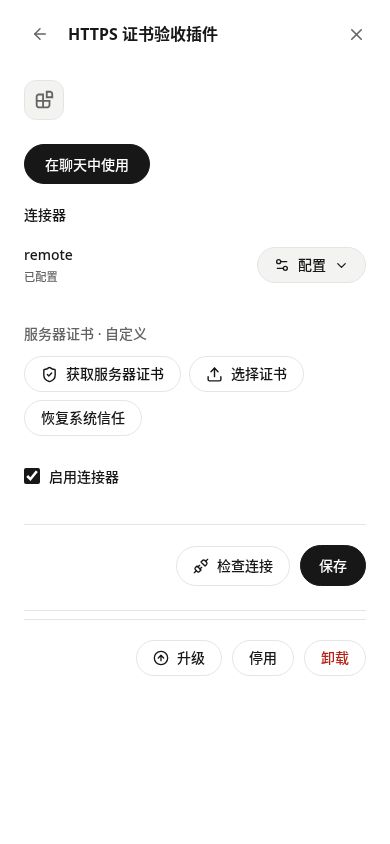 HTTPS 证书验收插件
在聊天中使用
连接器
remote
已配置
配置
服务器证书 · 自定义
获取服务器证书
选择证书
恢复系统信任
启用连接器
检查连接
保存
升级
停用
卸载